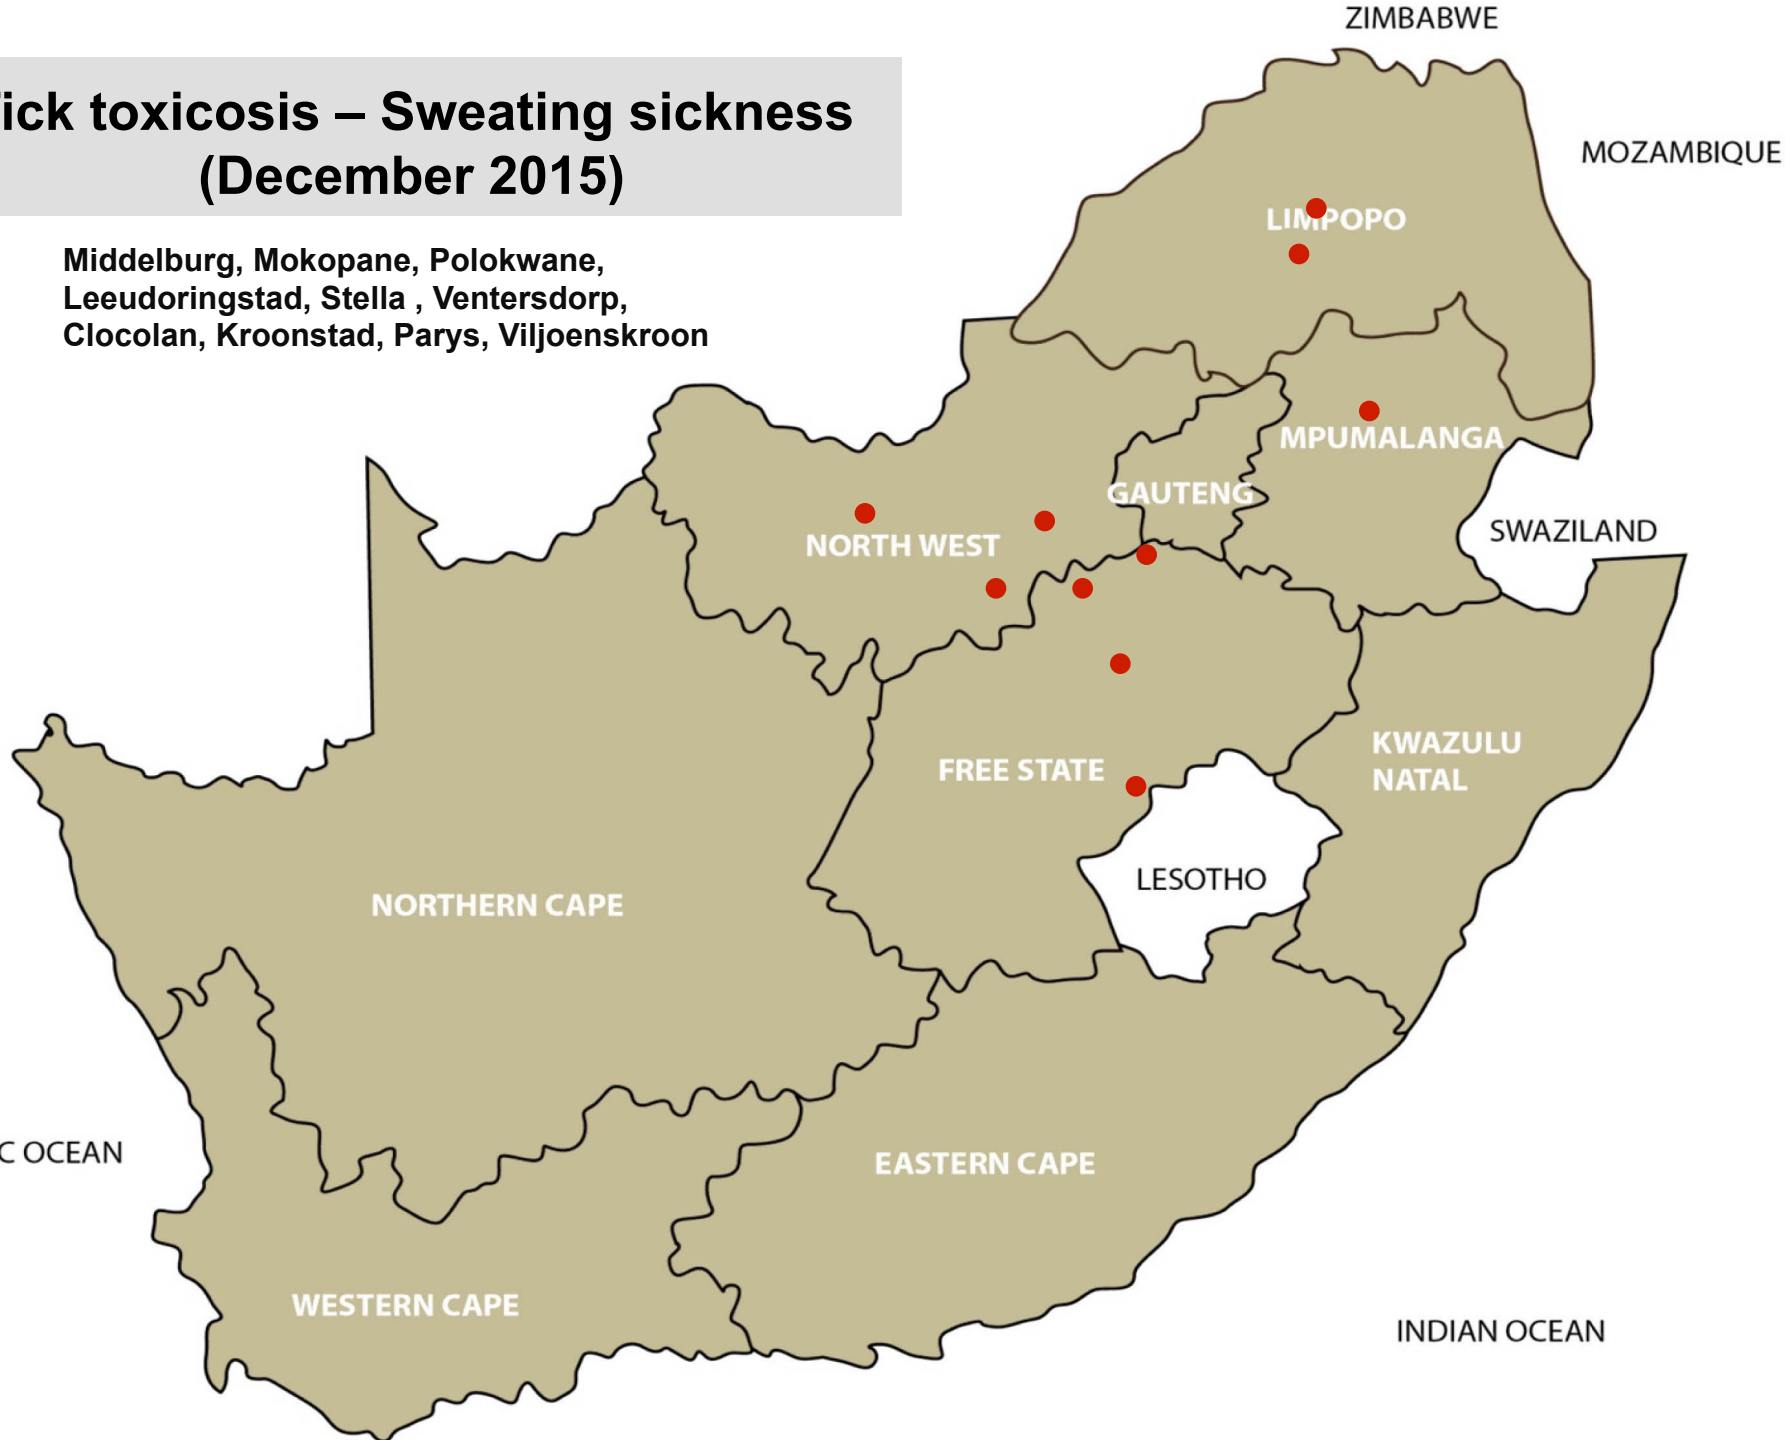 ZIMBABWE
ick toxicosis – Sweating sickness
(December 2015)
MOZAMBIQUE
LIMPOPO
Middelburg, Mokopane, Polokwane,
Leeudoringstad, Stella , Ventersdorp,
Clocolan, Kroonstad, Parys, Viljoenskroon
MPUMALANGA
GAUTENG
SWAZILAND
NORTH WEST
KWAZULU
NATAL
FREE STATE
LESOTHO
NORTHERN CAPE
C OCEAN
EASTERN CAPE
WESTERN CAPE
INDIAN OCEAN